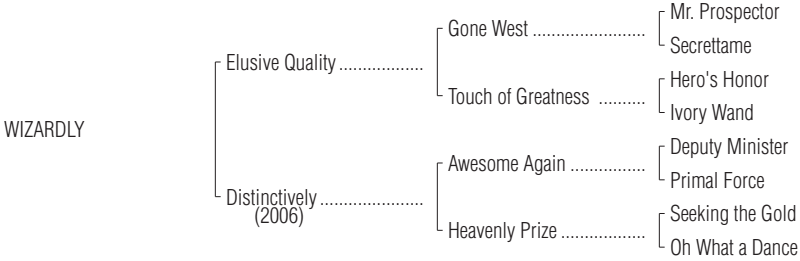 Mr. Prospector
Gone West ........................
Secrettame
Elusive Quality ..................
Hero's Honor
Touch of Greatness ..........
Ivory Wand
WIZARDLY
Deputy Minister
Awesome Again ................
Primal Force
Distinctively ......................
(2006)
Seeking the Gold
Heavenly Prize ..................
Oh What a Dance